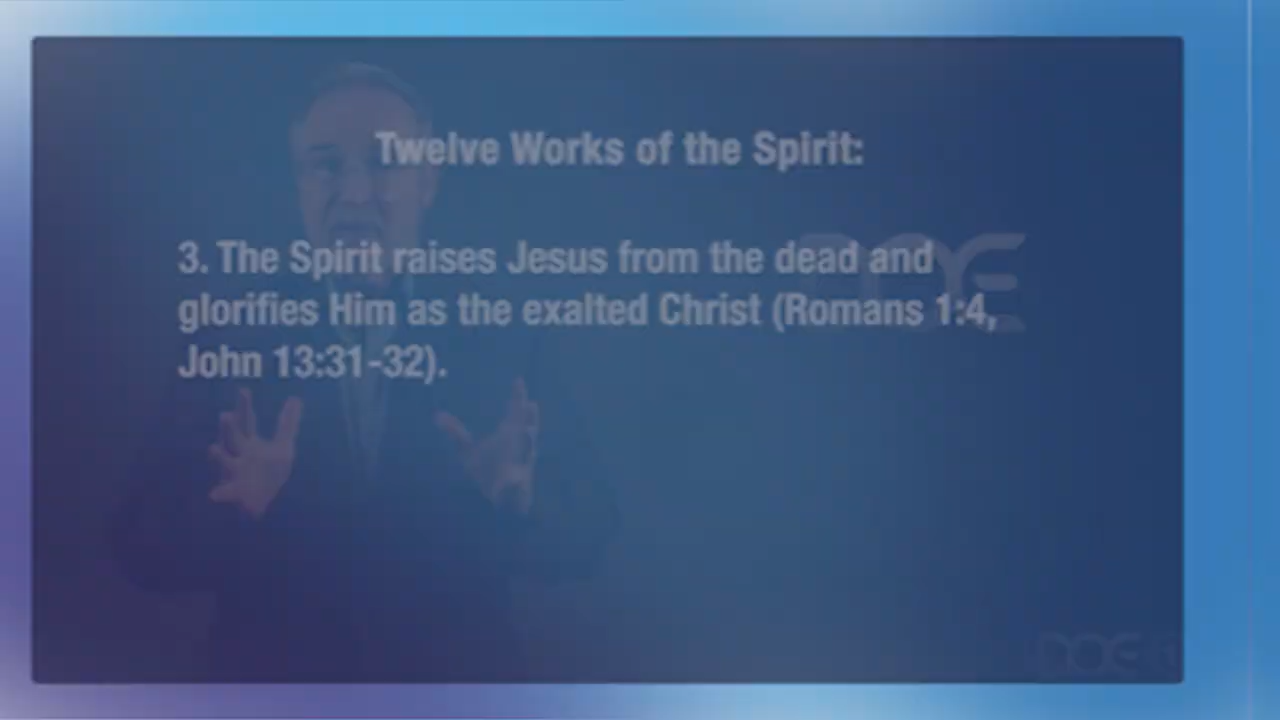 Twelve Works of the Spirit:
3. The Spirit raises Jesus from the dead and
glorifies Him as the exalted Christ (Romans 1:4,
John 13:31-32).